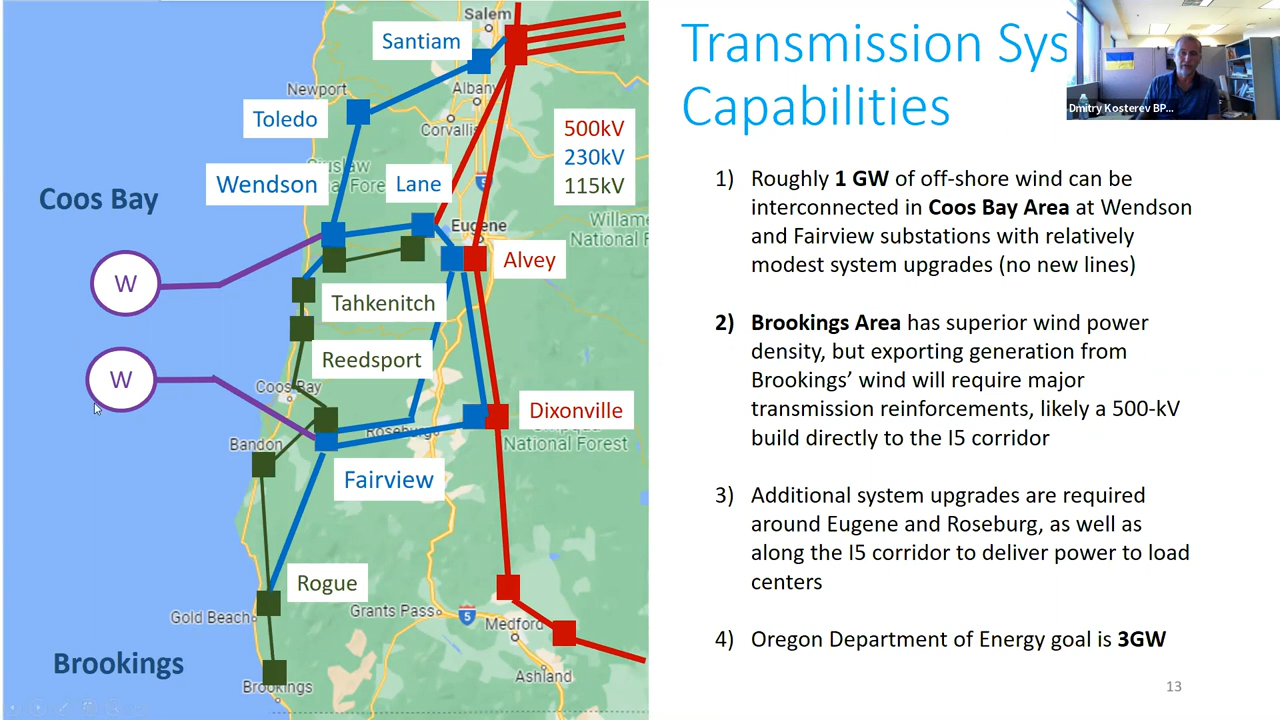 Transmission Sys
Capabilities
Dmitry Kosterev BP...
1) Roughly 1 GW of off-shore wind can be
interconnected in Coos Bay Area at Wendson
and Fairview substations with relatively
modest system upgrades (no new lines)
2) Brookings Area has superior wind power
density, but exporting generation from
Brookings’ wind will require major
transmission reinforcements, likely a 500-kV
build directly to the I5 corridor
3) Additional system upgrades are required
around Eugene and Roseburg, as well as
along the I5 corridor to deliver power to load
centers
4) Oregon Department of Energy goal is 3GW
13
Salem
Santiam
Newport
Albany
Toledo
Corvallis
500kV
230kV
115kV
Wendson
Lane
5
Coos Bay
Eugene
National F
Alvey
W
Tahkenitch
Reedsport
W
Coos Bay
Dixonville
Roseburg
National Forest
Bandon
Fairview
Rogue
Gold Beach
Grants Pass
5
Medford
Brookings
Ashland
Brookings